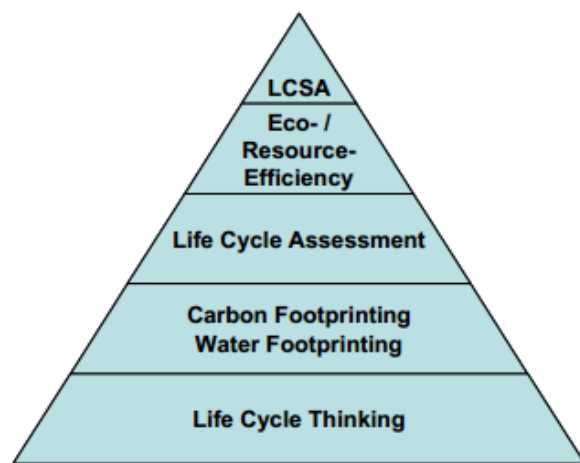 LCSA
Eco- /
Resource-
Efficiency
Life Cycle Assessment
Carbon Footprinting
Water Footprinting
Life Cycle Thinking